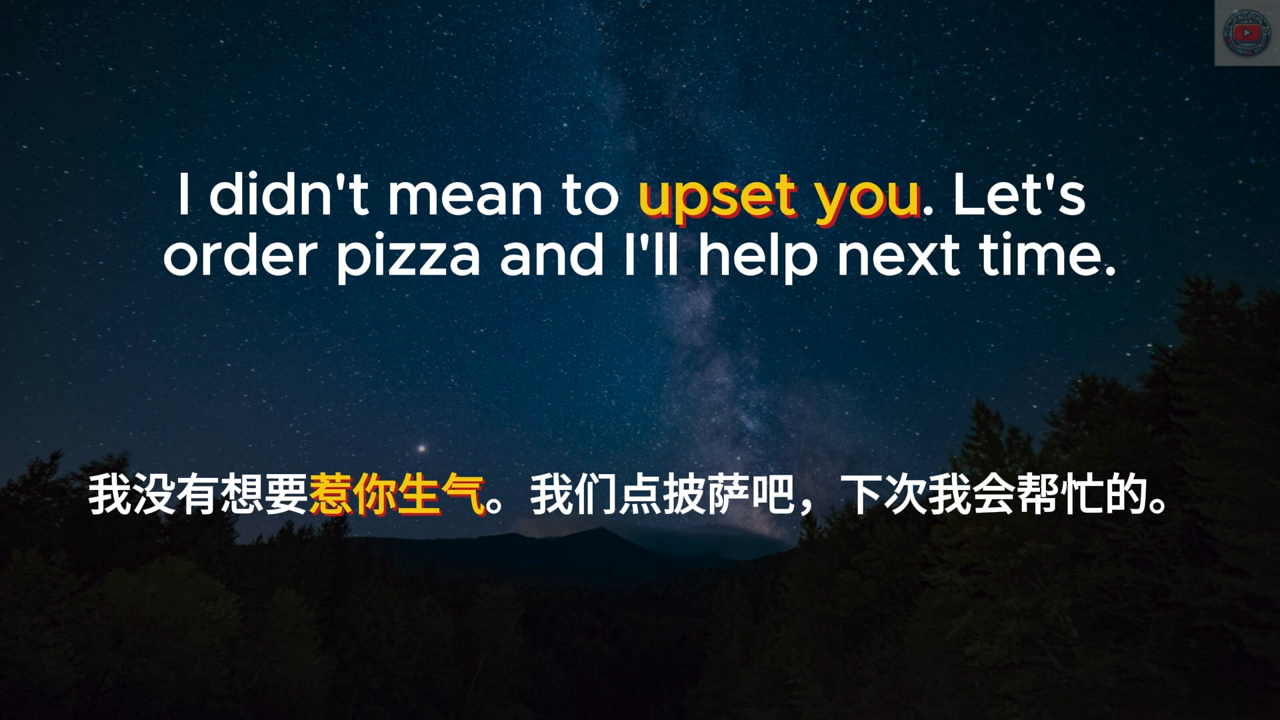 I didn't mean to upset you. Let's
order pizza and I'll help next time.
我没有想要惹你生气。我们点披萨吧，下次我会帮忙的。